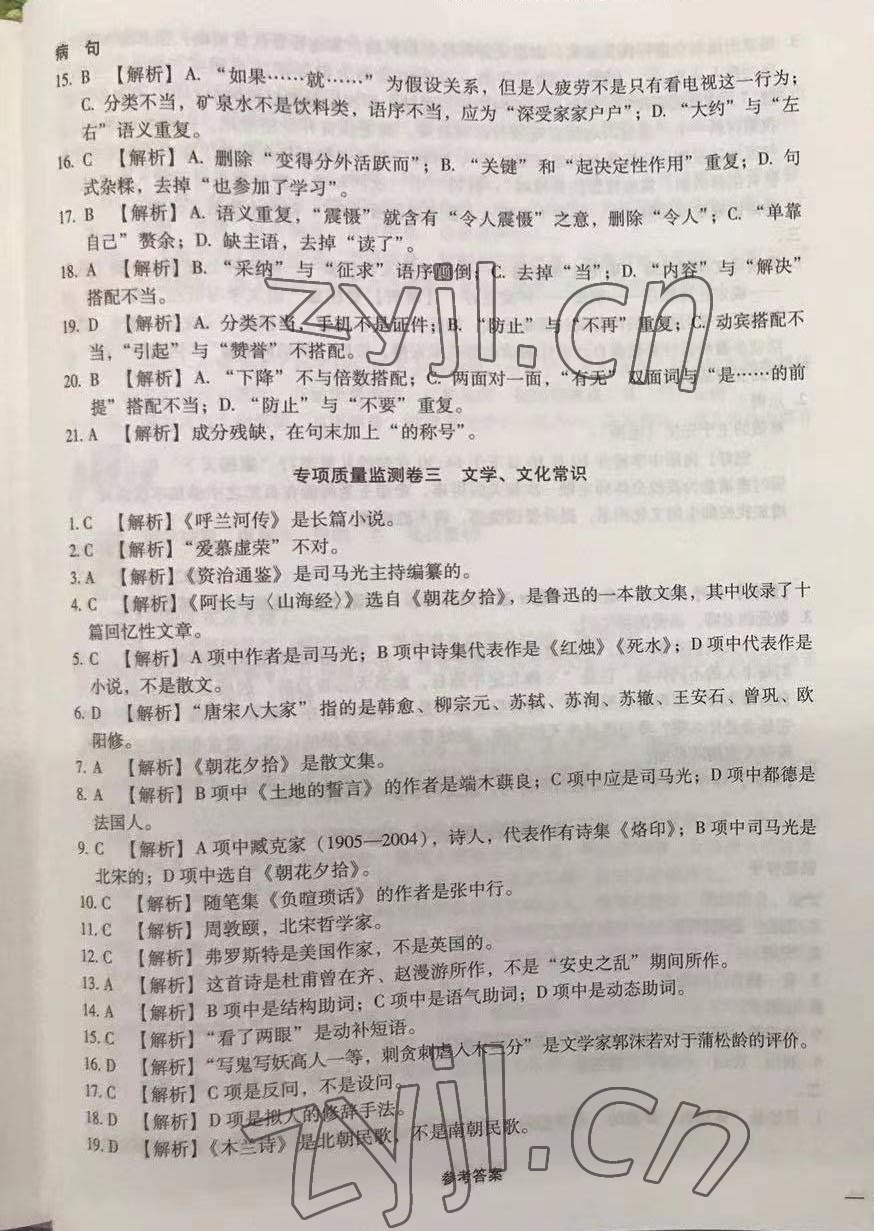 病 句
15. B 【解析】A. “如果……就……” 为假设关系，但是人疲劳不是只有看电视这一行为；
C. 分类不当，矿泉水不是饮料类，语序不当，应为“深受家家户户”；D. “大约”与“左
右”语义重复。
16. C 【解析】A. 删除“变得分外活跃而”；B. “关键”和“起决定性作用”重复；D. 句
式杂糅，去掉“也参加了学习”。
17. B 【解析】A. 语义重复，“震慑”就含有“令人震慑”之意，删除“令人”；C. “单靠
自己”赘余；D. 缺主语，去掉“读了”。
18. A 【解析】B. “采纳”与“征求”语序倒；C. 去掉“当”；D. “内容”与“解决”
搭配不当。
19. D 【解析】A. 分类不当，手机不是证件；B. “防止”与“不再”重复；C. 动宾搭配不
当，“引起”与“赞誉”不搭配。
20. B 【解析】A. “下降”不与倍数搭配；C. 两面对一面，“有无”双面词与“是……的前
提”搭配不当；D. “防止”与“不要”重复。
21. A 【解析】成分残缺，在句末加上“的称号”。
专项质量监测卷三 文学、文化常识
1. C 【解析】《呼兰河传》是长篇小说。
2. C 【解析】“爱慕虚荣”不对。
3. A 【解析】《资治通鉴》是司马光主持编纂的。
4. C 【解析】《阿长与〈山海经〉》选自《朝花夕拾》，是鲁迅的一本散文集，其中收录了十
篇回忆性文章。
5. C 【解析】A 项中作者是司马光；B 项中诗集代表作是《红烛》《死水》；D 项中代表作是
小说，不是散文。
6. D 【解析】“唐宋八大家”指的是韩愈、柳宗元、苏轼、苏洵、苏辙、王安石、曾巩、欧
阳修。
7. A 【解析】《朝花夕拾》是散文集。
8. A 【解析】B 项中《土地的誓言》的作者是端木蕻良；C 项中应是司马光；D 项中都德是
法国人。
9. C 【解析】A 项中臧克家（1905—2004），诗人，代表作有诗集《烙印》；B 项中司马光是
北宋的；D 项中选自《朝花夕拾》。
10. C 【解析】随笔集《负暄琐话》的作者是张中行。
11. C 【解析】周敦颐，北宋哲学家。
12. C 【解析】弗罗斯特是美国作家，不是英国的。
13. A 【解析】这首诗是杜甫曾在齐、赵漫游所作，不是“安史之乱”期间所作。
14. A 【解析】B 项中是结构助词；C 项中是语气助词；D 项中是动态助词。
15. C 【解析】“看了两眼”是动补短语。
16. D 【解析】“写鬼写妖高人一等，刺贪刺虐入木三分”是文学家郭沫若对于蒲松龄的评价。
17. C 【解析】C 项是反问，不是设问。
18. D 【解析】D 项是拟人的修辞手法。
19. D 【解析】《木兰诗》是北朝民歌，不是南朝民歌。
参考答案
zyjl.cn
zyjl.cn